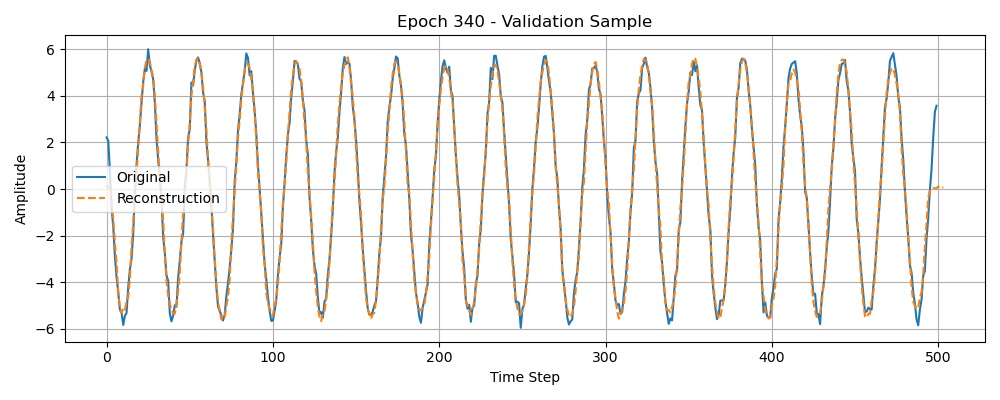 Epoch 340 - Validation Sample
6
4
2
0
−2
−4
−6
Amplitude
Original
Reconstruction
0
100
200
300
400
500
Time Step